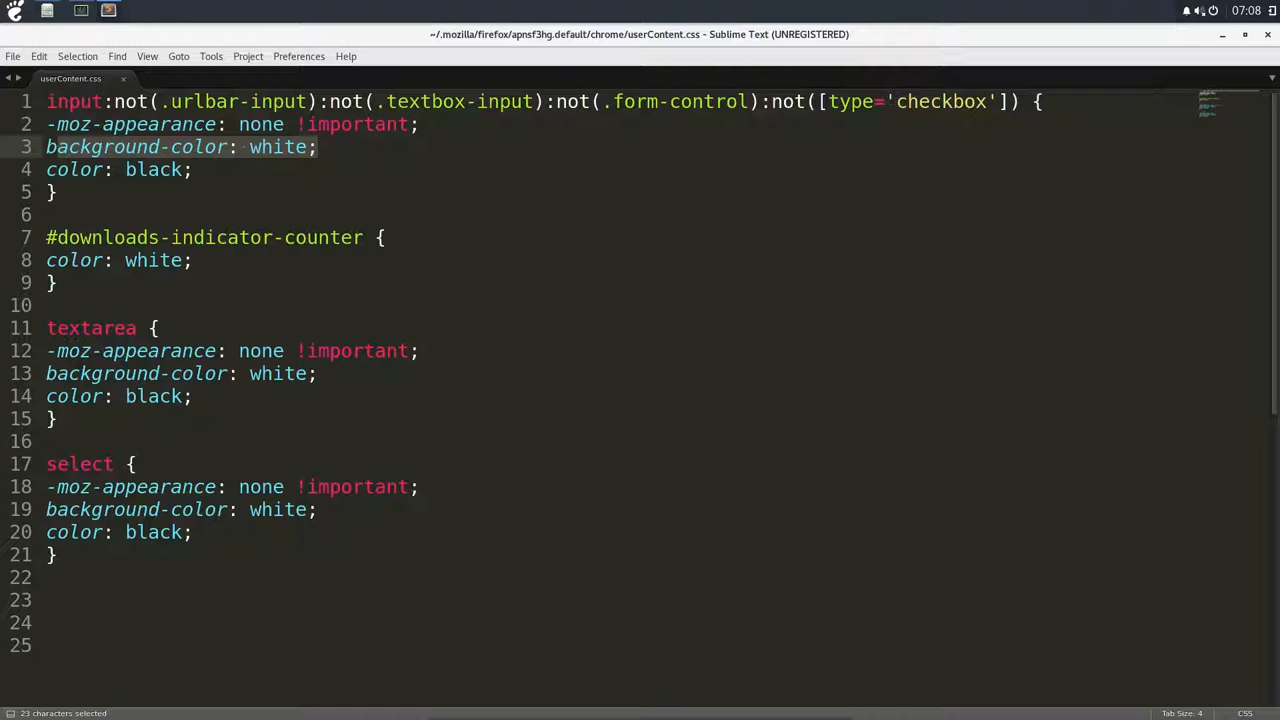 07:08
~/.mozilla/firefox/apnsf3hg.default/chrome/userContent.css - Sublime Text (UNREGISTERED)
File Edit Selection View Find Goto Tools Project Preferences Help
userContent.css
1 input:not(.urlbar-input):not(.textbox-input):not(.form-control):not([type='checkbox']) {
2 -moz-appearance: none !important;
3 background-color: white;
4 color: black;
5 }
6
7 #downloads-indicator-counter {
8 color: white;
9 }
10
11 textarea {
12 -moz-appearance: none !important;
13 background-color: white;
14 color: black;
15 }
16
17 select {
18 -moz-appearance: none !important;
19 background-color: white;
20 color: black;
21 }
22
23
24
25
23 characters selected Tab Size: 4 CSS